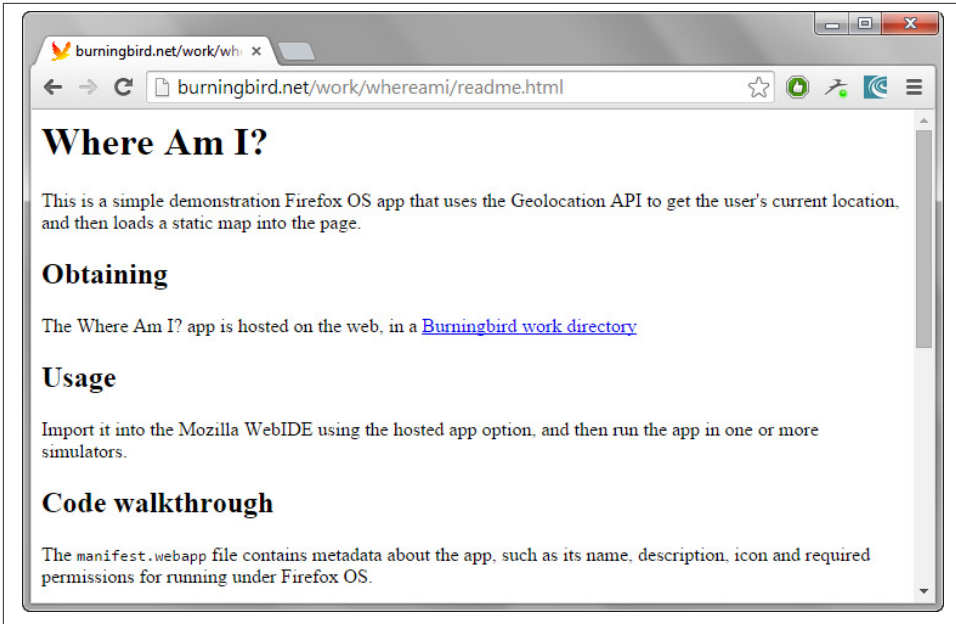 burningbird.net/work/wh
burningbird.net/work/whereami/readme.html
Where Am I?
This is a simple demonstration Firefox OS app that uses the Geolocation API to get the user's current location,
and then loads a static map into the page.
Obtaining
The Where Am I? app is hosted on the web, in a Burningbird work directory
Usage
Import it into the Mozilla WebIDE using the hosted app option, and then run the app in one or more
simulators.
Code walkthrough
The manifest.webapp file contains metadata about the app, such as its name, description, icon and required
permissions for running under Firefox OS.